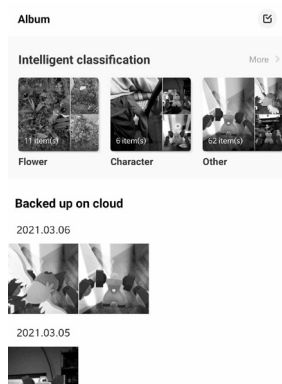 Album
Intelligent classification
More >
11 item(s)
6 item(s)
62 item(s)
Flower
Character
Other
Backed up on cloud
2021.03.06
2021.03.05